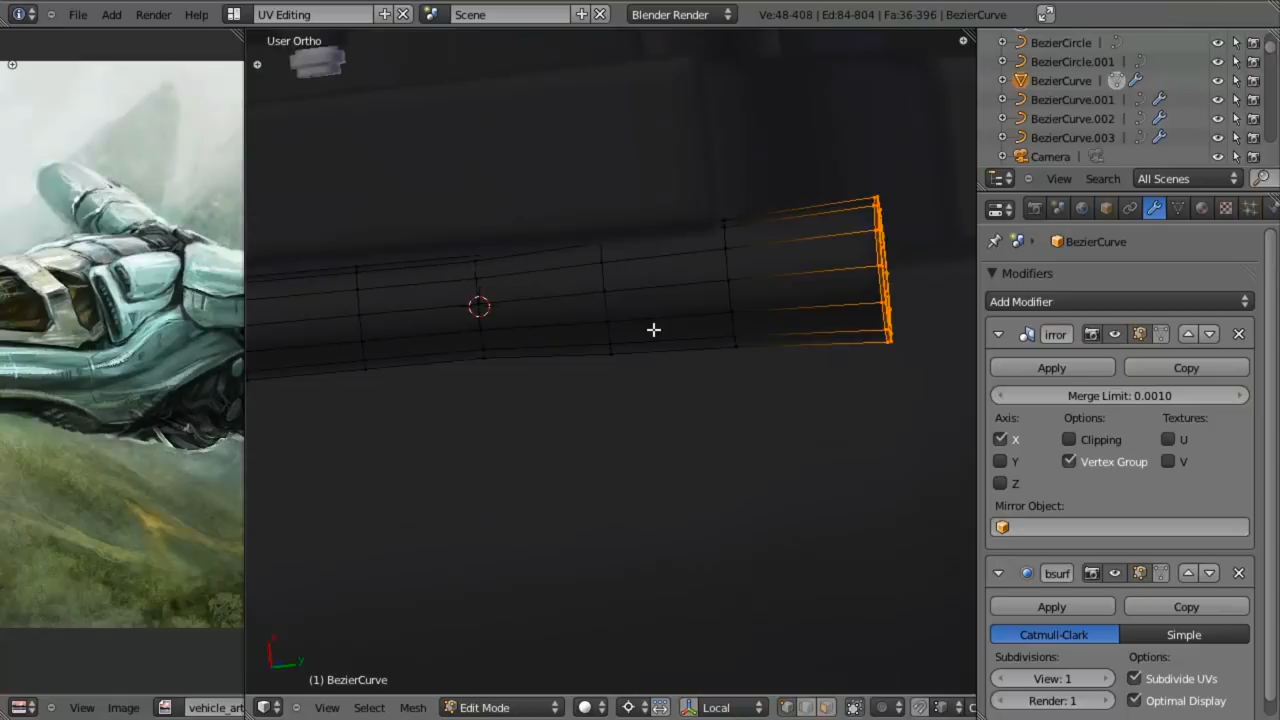 File Add Render Help UV Editing Scene Blender Render Ve:48-408 | Ed:84-804 | Fa:36-396 | BezierCurve
User Ortho
BezierCircle
BezierCircle.001
BezierCurve
BezierCurve.001
BezierCurve.002
BezierCurve.003
Camera
View Search All Scenes
BezierCurve
Modifiers
Add Modifier
irror
Apply Copy
Merge Limit: 0.0010
Axis: Options: Textures:
X Clipping U
Y Vertex Group V
Z
Mirror Object:
bsurf
Apply Copy
Catmull-Clark Simple
Subdivisions: Options:
View: 1 Subdivide UVs
Render: 1 Optimal Display
x y
(1) BezierCurve
View Image vehicle_art View Select Mesh Edit Mode Local C